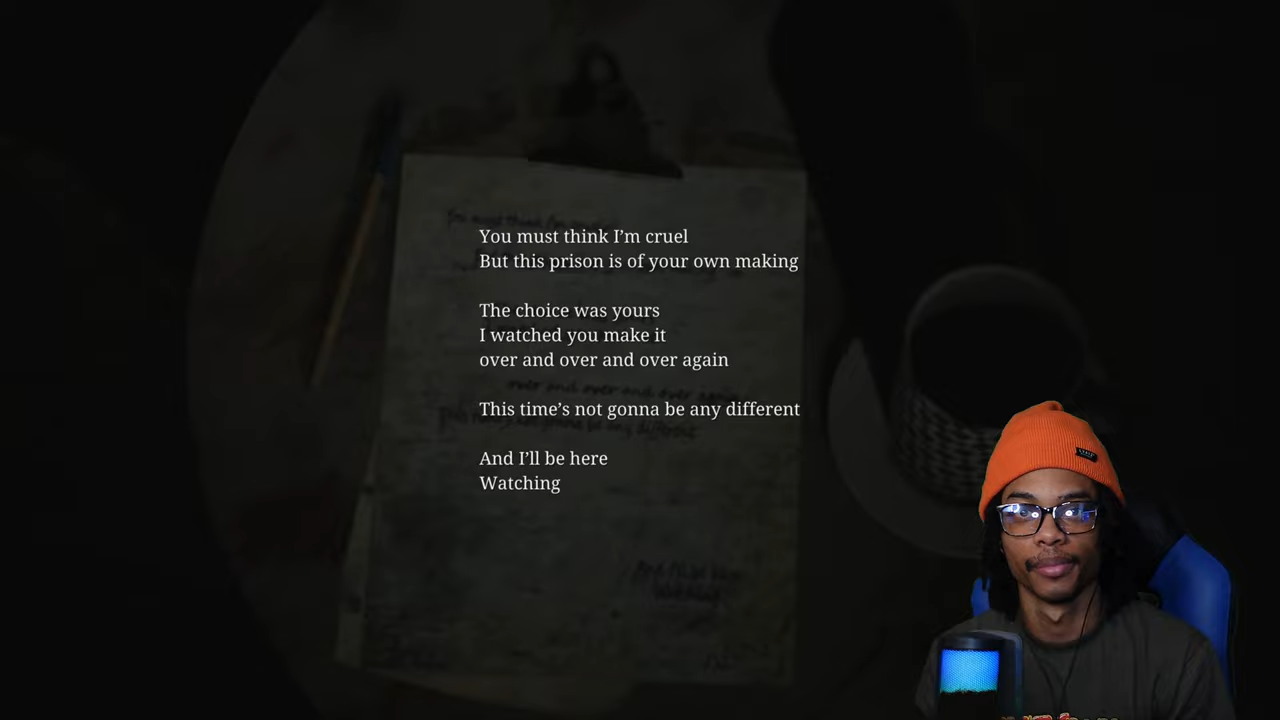 You must think I’m cruel
But this prison is of your own making
The choice was yours
I watched you make it
over and over and over again
This time’s not gonna be any different
And I’ll be here
Watching